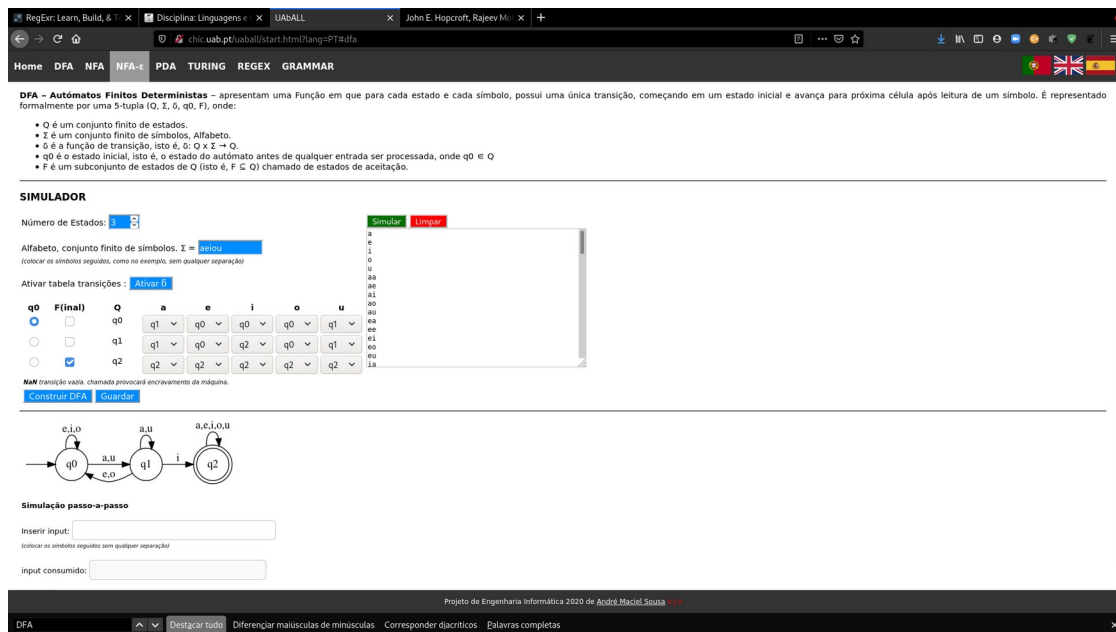 RegExr: Learn, Build, & T
Disciplina: Linguagens e
UAbALL
John E. Hopcroft, Rajeev Mo
chic.uab.pt/uaball/start.html?lang=PT#dfa
Home DFA NFA NFA-ε PDA TURING REGEX GRAMMAR
DFA – Autómatos Finitos Deterministas – apresentam uma Função em que para cada estado e cada símbolo, possui uma única transição, começando em um estado inicial e avança para próxima célula após leitura de um símbolo. É representado
formalmente por uma 5-tupla (Q, Σ, δ, q0, F), onde:
• Q é um conjunto finito de estados.
• Σ é um conjunto finito de símbolos, Alfabeto.
• δ é a função de transição, isto é, δ: Q x Σ → Q.
• q0 é o estado inicial, isto é, o estado do autómato antes de qualquer entrada ser processada, onde q0 ∈ Q
• F é um subconjunto de estados de Q (isto é, F ⊆ Q) chamado de estados de aceitação.
SIMULADOR
Número de Estados: 3
Alfabeto, conjunto finito de símbolos. Σ = aeiou
(colocar os símbolos seguidos, como no exemplo, sem qualquer separação)
Ativar tabela transições : Ativar δ
q0 F(inal) Q a e i o u
q0 q1 q0 q0 q0 q1
q1 q1 q0 q2 q0 q1
q2 q2 q2 q2 q2 q2
NaN transição vazia. chamada provocará encravamento da máquina.
Construir DFA Guardar
Simular Limpar
a
e
i
o
u
aa
ae
ai
ao
au
ea
ee
ei
eo
eu
ia
e,i,o
a,u
a,e,i,o,u
q0
a,u
e,o
q1
i
q2
Simulação passo-a-passo
Inserir input:
(colocar os símbolos seguidos sem qualquer separação)
input consumido:
Projeto de Engenharia Informática 2020 de André Maciel Sousa
DFA
Destacar tudo Diferenciar maiúsculas de minúsculas Corresponder diacríticos Palavras completas